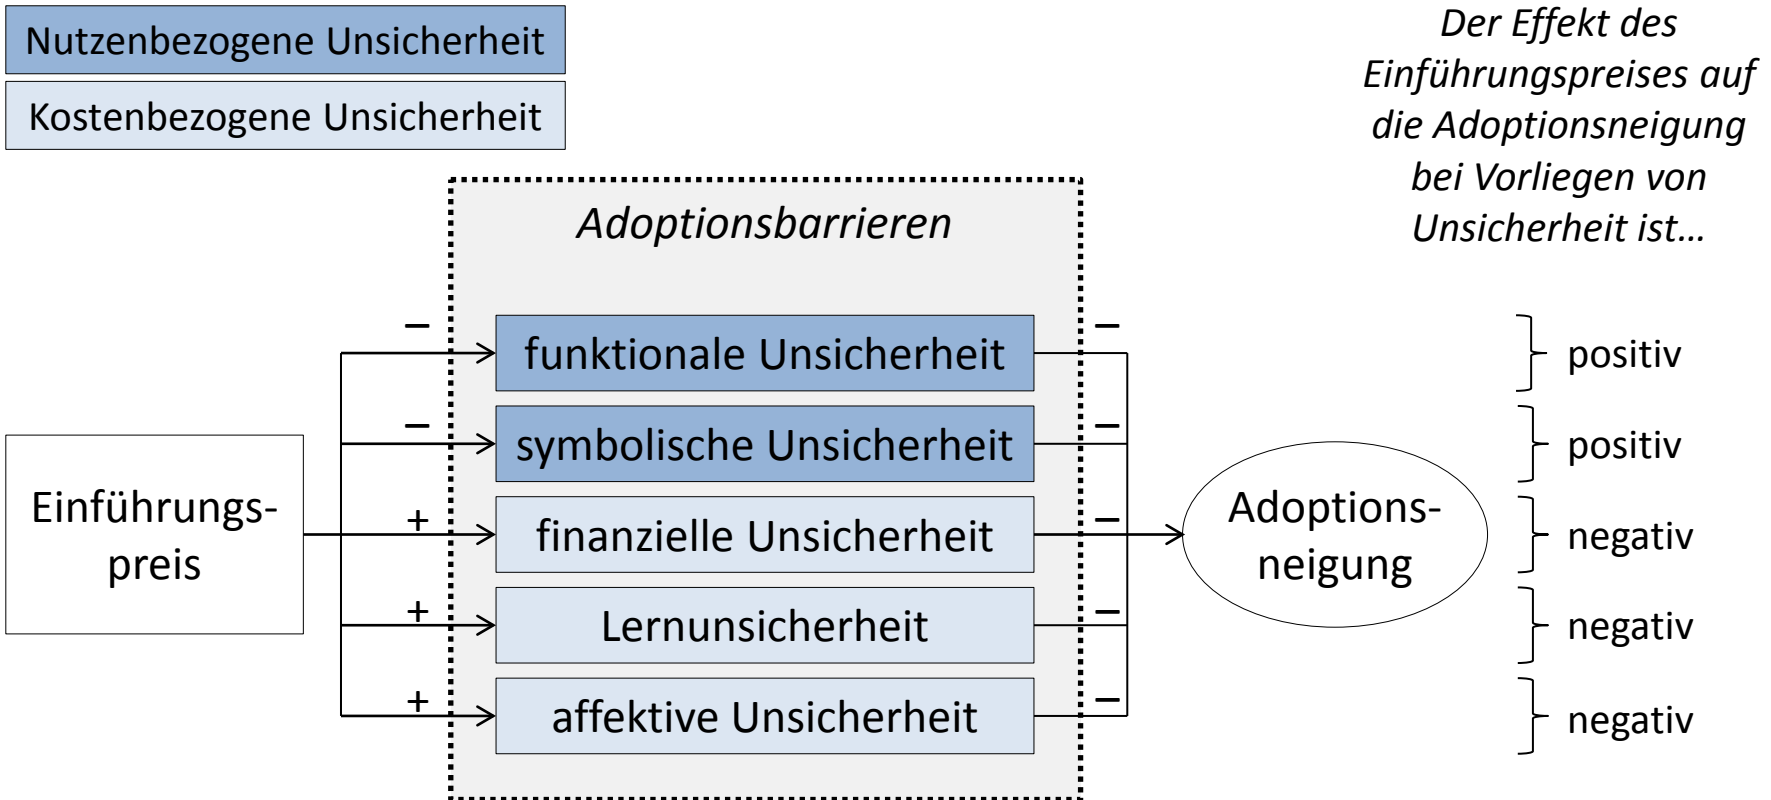 Nutzenbezogene Unsicherheit
Kostenbezogene Unsicherheit
Der Effekt des
Einführungspreises auf
die Adoptionsneigung
bei Vorliegen von
Unsicherheit ist…
Adoptionsbarrieren
Einführungs-
preis
– funktionale Unsicherheit – positiv
– symbolische Unsicherheit – positiv
+ finanzielle Unsicherheit – negativ
+ Lernunsicherheit – negativ
+ affektive Unsicherheit – negativ
Adoptions-
neigung